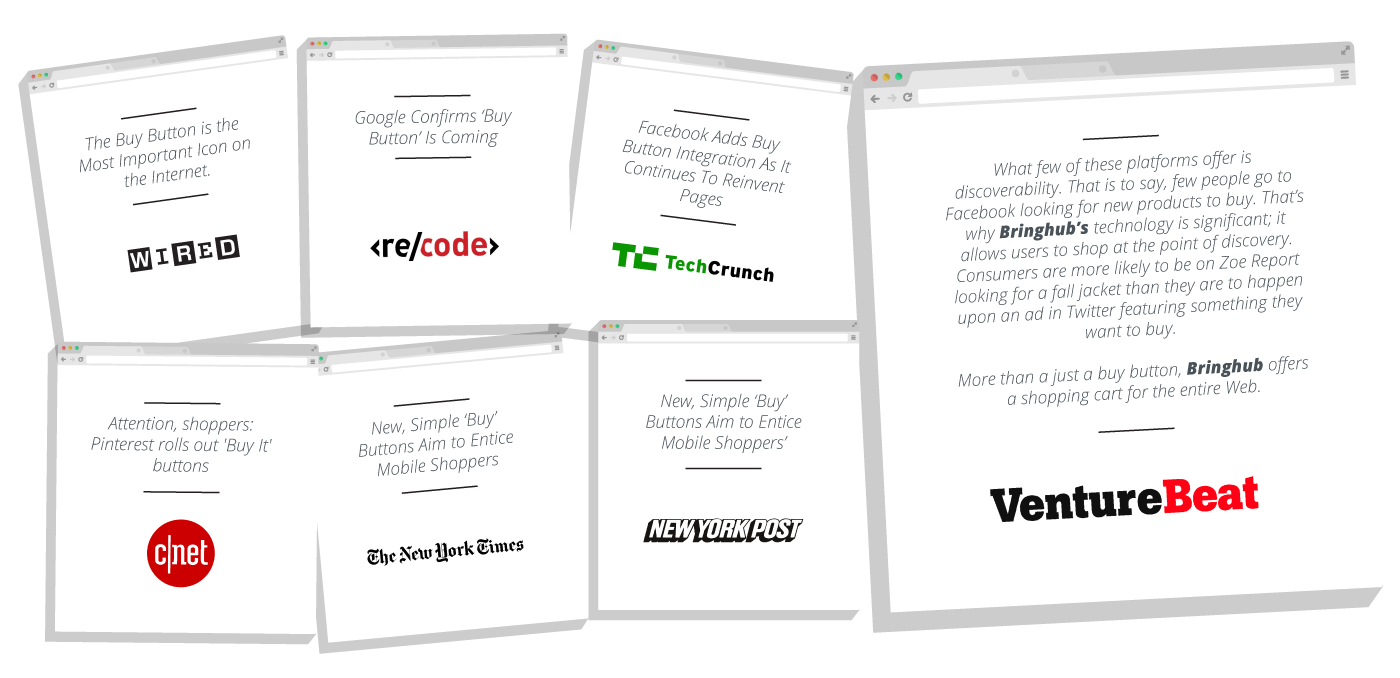 The Buy Button is the
Most Important Icon on
the Internet.
WIRED
Google Confirms ‘Buy
Button’ Is Coming
<re/code>
Facebook Adds Buy
Button Integration As It
Continues To Reinvent
Pages
TC TechCrunch
What few of these platforms offer is
discoverability. That is to say, few people go to
Facebook looking for new products to buy. That’s
why Bringhub’s technology is significant; it
allows users to shop at the point of discovery.
Consumers are more likely to be on Zoe Report
looking for a fall jacket than they are to happen
upon an ad in Twitter featuring something they
want to buy.
More than a just a buy button, Bringhub offers
a shopping cart for the entire Web.
VentureBeat
Attention, shoppers:
Pinterest rolls out 'Buy It'
buttons
c|net
New, Simple ‘Buy’
Buttons Aim to Entice
Mobile Shoppers
The New York Times
New, Simple ‘Buy’
Buttons Aim to Entice
Mobile Shoppers’
NEW YORK POST